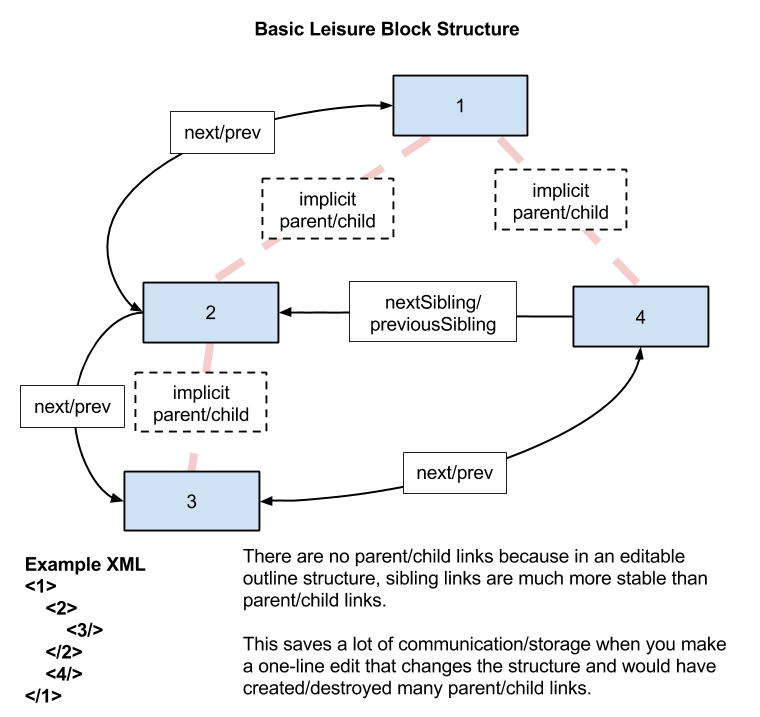 Basic Leisure Block Structure
1
next/prev
implicit
parent/child
implicit
parent/child
2
nextSibling/
previousSibling
4
implicit
parent/child
next/prev
next/prev
3
Example XML
<1>
<2>
<3/>
</2>
<4/>
</1>
There are no parent/child links because in an editable
outline structure, sibling links are much more stable than
parent/child links.
This saves a lot of communication/storage when you make
a one-line edit that changes the structure and would have
created/destroyed many parent/child links.